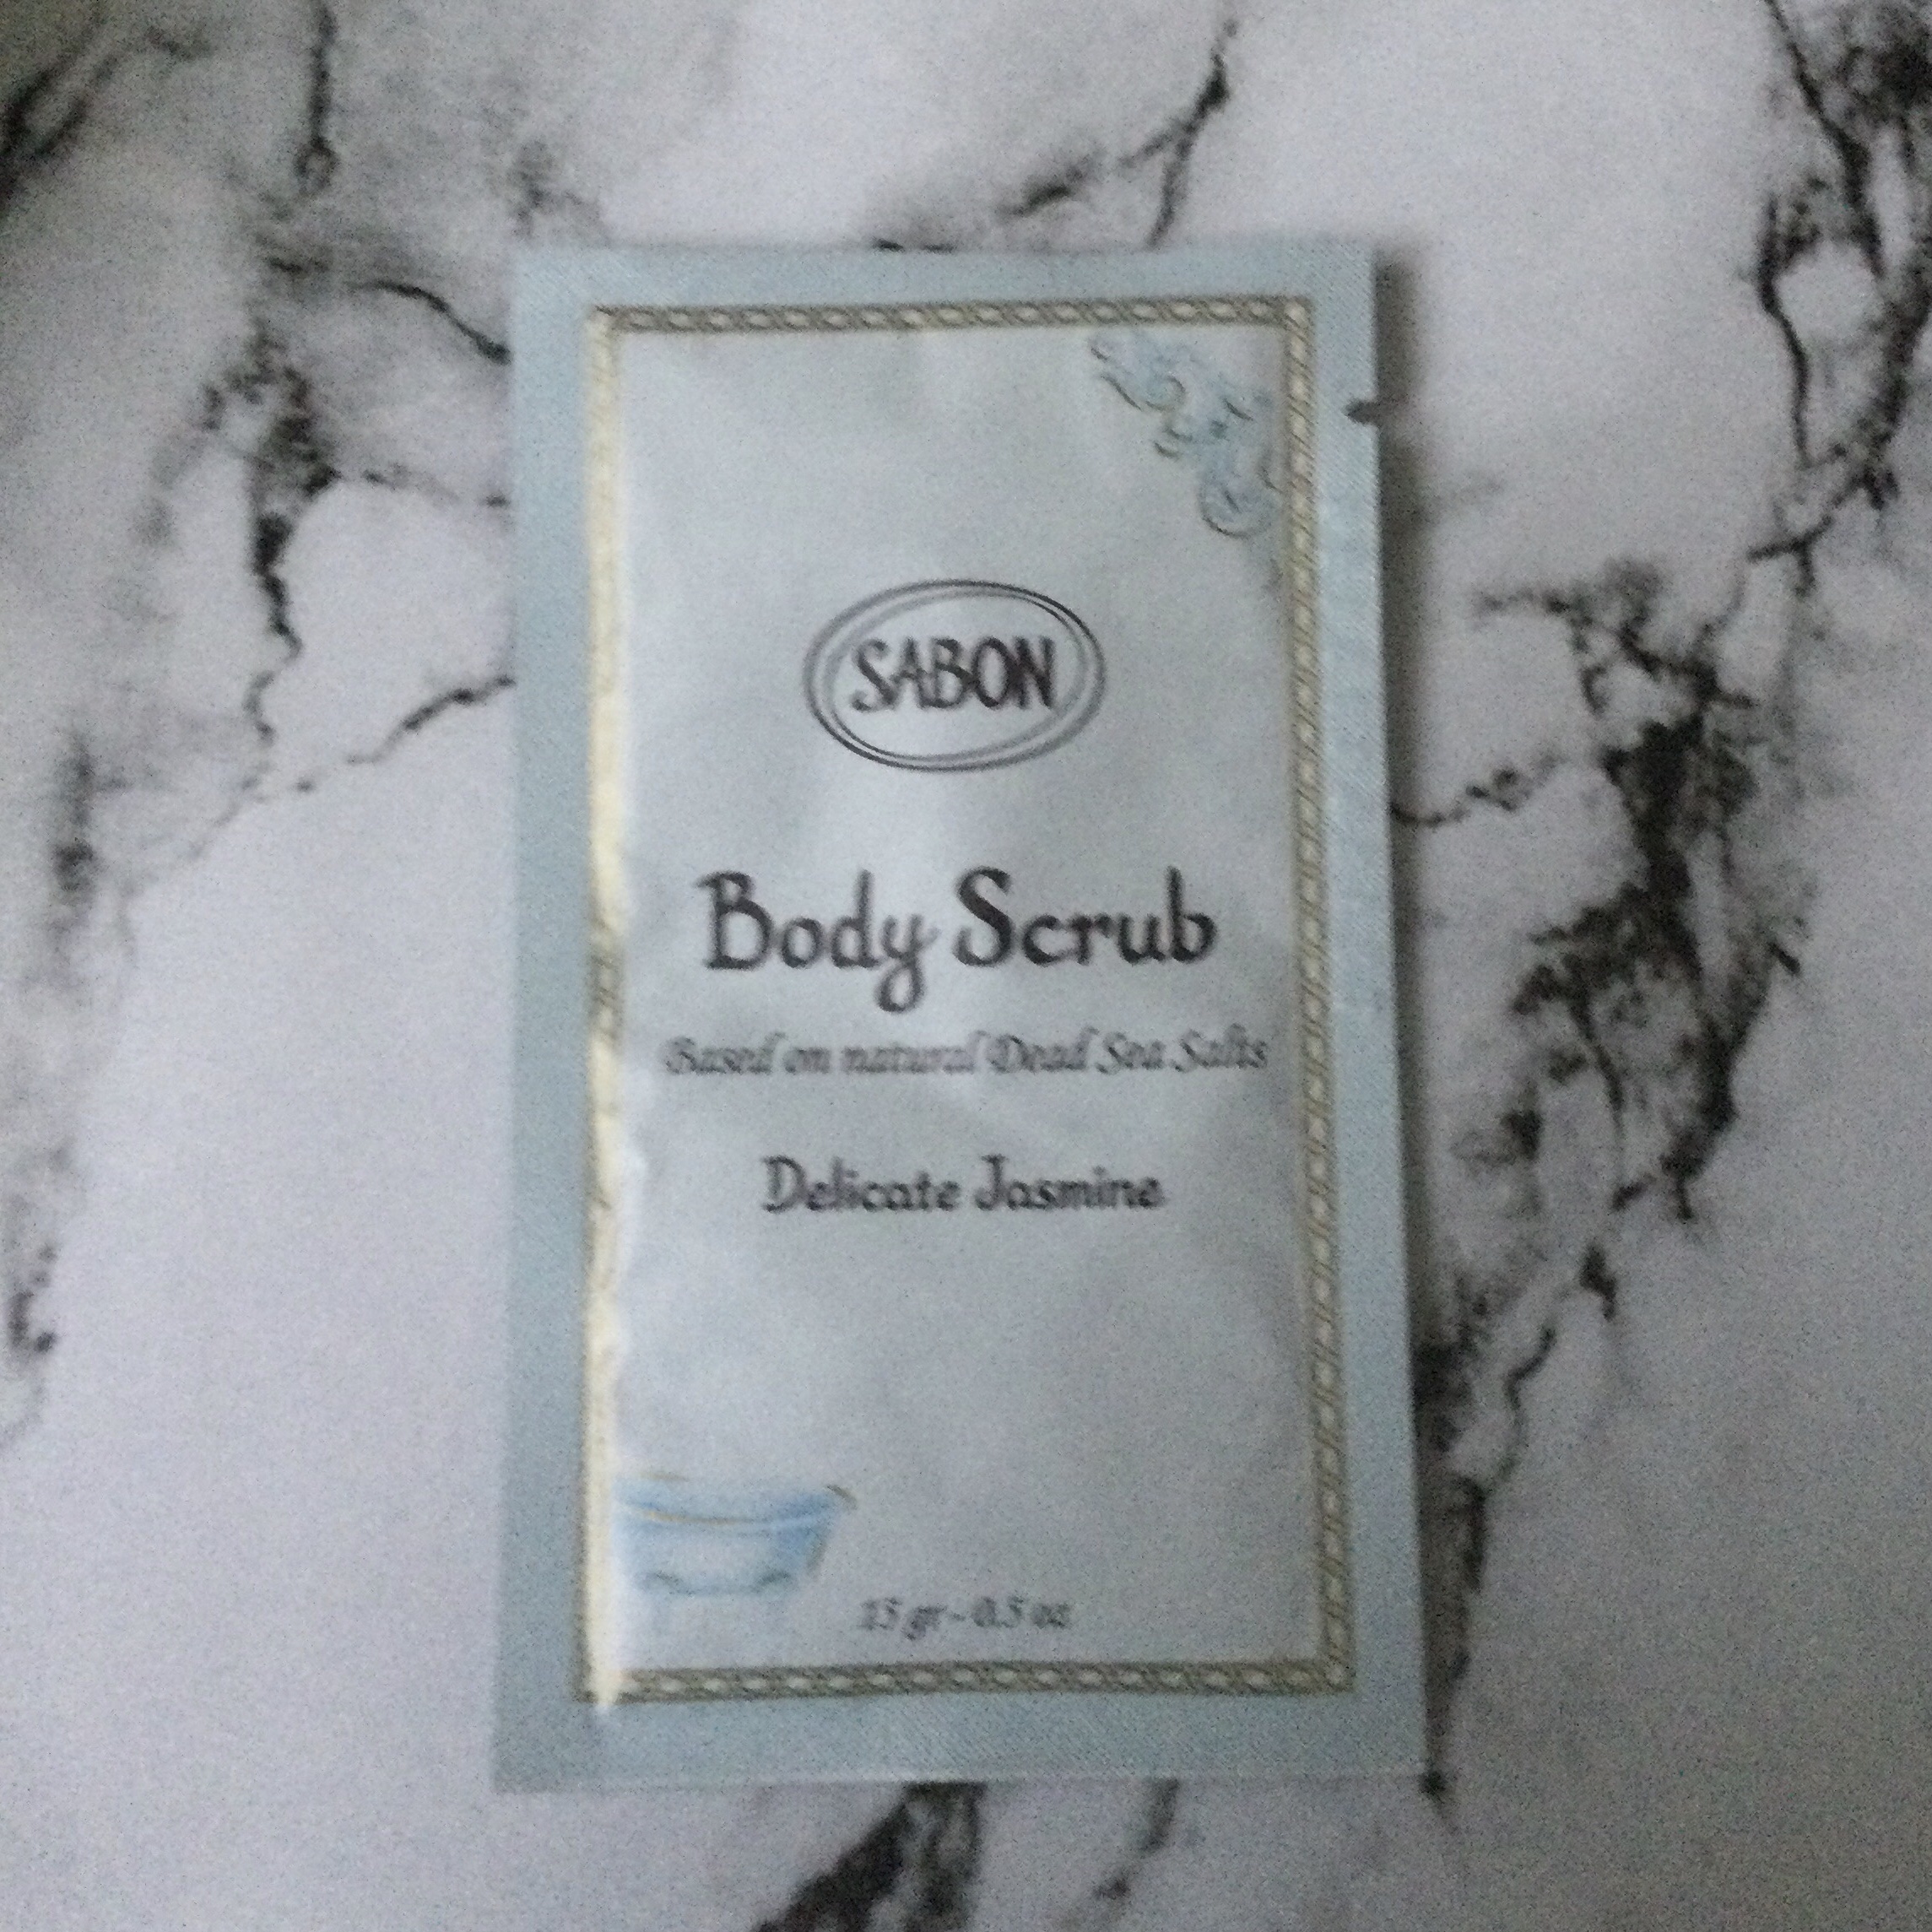 SABON
Body Scrub
Based on natural Dead Sea Salts
Delicate Jasmine
15 gr - 0.5 oz